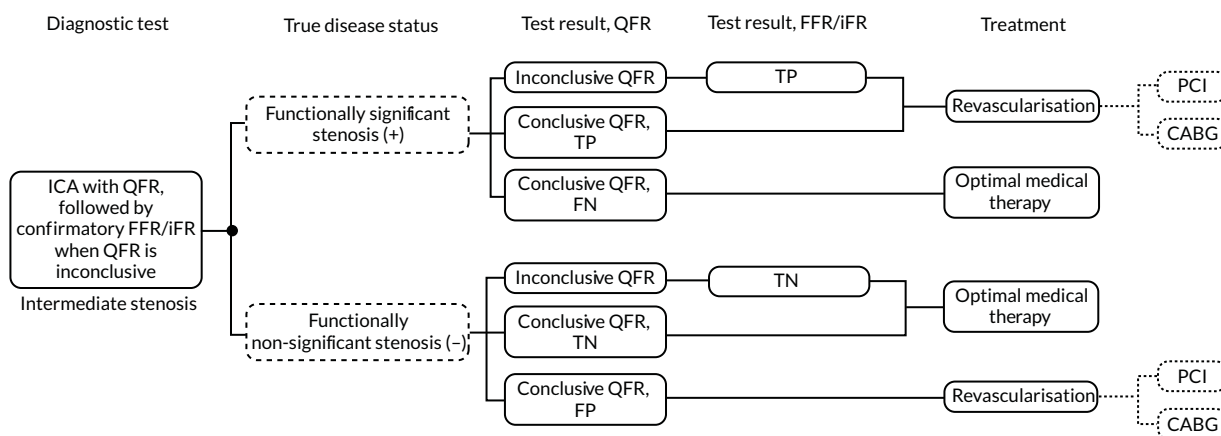 Diagnostic test
True disease status
Test result, QFR
Test result, FFR/iFR
Treatment
ICA with QFR,
followed by
confirmatory FFR/iFR
when QFR is
inconclusive
Intermediate stenosis
Functionally significant
stenosis (+)
Inconclusive QFR
TP
Conclusive QFR,
TP
Revascularisation
PCI
CABG
Conclusive QFR,
FN
Optimal medical
therapy
Functionally
non-significant stenosis (–)
Inconclusive QFR
TN
Conclusive QFR,
TN
Optimal medical
therapy
Conclusive QFR,
FP
Revascularisation
PCI
CABG